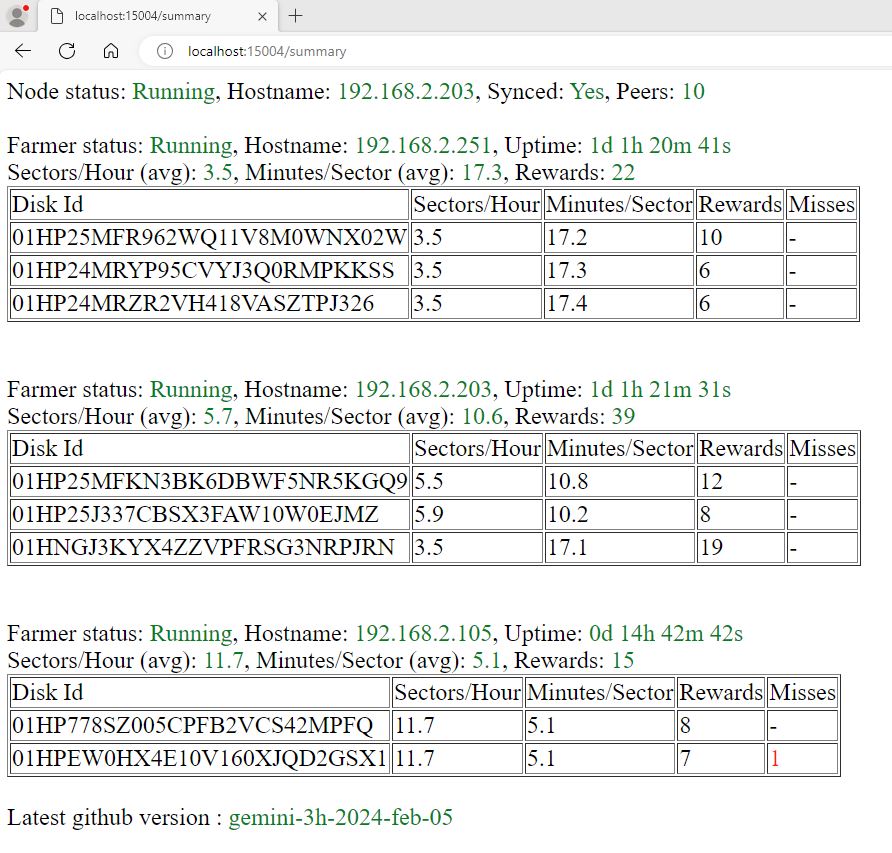 localhost:15004/summary
localhost:15004/summary
Node status: Running, Hostname: 192.168.2.203, Synced: Yes, Peers: 10
Farmer status: Running, Hostname: 192.168.2.251, Uptime: 1d 1h 20m 41s
Sectors/Hour (avg): 3.5, Minutes/Sector (avg): 17.3, Rewards: 22
Disk Id Sectors/Hour Minutes/Sector Rewards Misses
01HP25MFR962WQ11V8M0WNX02W 3.5 17.2 10 -
01HP24MRYP95CVYJ3Q0RMPKKSS 3.5 17.3 6 -
01HP24MRZR2VH418VASZTPJ326 3.5 17.4 6 -
Farmer status: Running, Hostname: 192.168.2.203, Uptime: 1d 1h 21m 31s
Sectors/Hour (avg): 5.7, Minutes/Sector (avg): 10.6, Rewards: 39
Disk Id Sectors/Hour Minutes/Sector Rewards Misses
01HP25MFKN3BK6DBWF5NR5KGQ9 5.5 10.8 12 -
01HP25J337CBSX3FAW10W0EJMZ 5.9 10.2 8 -
01HNGJ3KYX4ZZVPFRSG3NRPJRN 3.5 17.1 19 -
Farmer status: Running, Hostname: 192.168.2.105, Uptime: 0d 14h 42m 42s
Sectors/Hour (avg): 11.7, Minutes/Sector (avg): 5.1, Rewards: 15
Disk Id Sectors/Hour Minutes/Sector Rewards Misses
01HP778SZ005CPFB2VCS42MPFQ 11.7 5.1 8 -
01HPEW0HX4E10V160XJQD2GSX1 11.7 5.1 7 1
Latest github version : gemini-3h-2024-feb-05